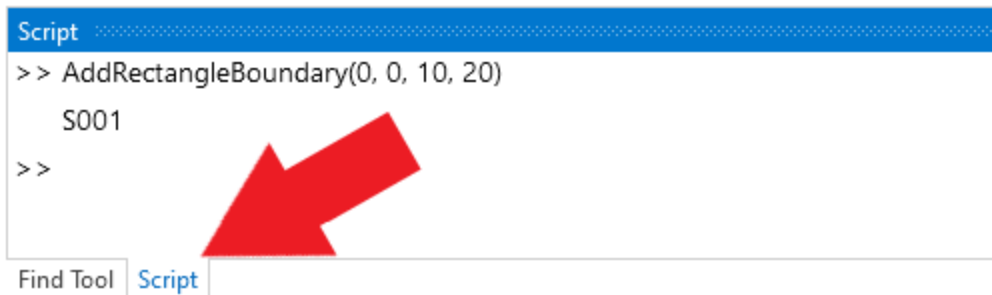 Script
>> AddRectangleBoundary(0, 0, 10, 20)
S001
>>
Find Tool Script